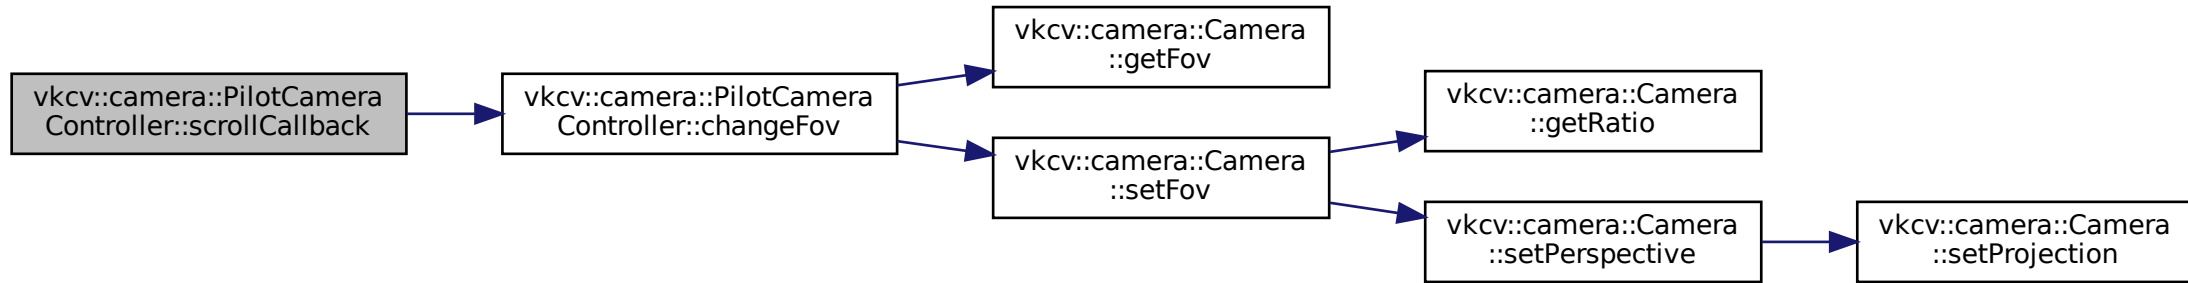 vkcv::camera::PilotCamera
Controller::scrollCallback
vkcv::camera::PilotCamera
Controller::changeFov
vkcv::camera::Camera
::getFov
vkcv::camera::Camera
::setFov
vkcv::camera::Camera
::getRatio
vkcv::camera::Camera
::setPerspective
vkcv::camera::Camera
::setProjection